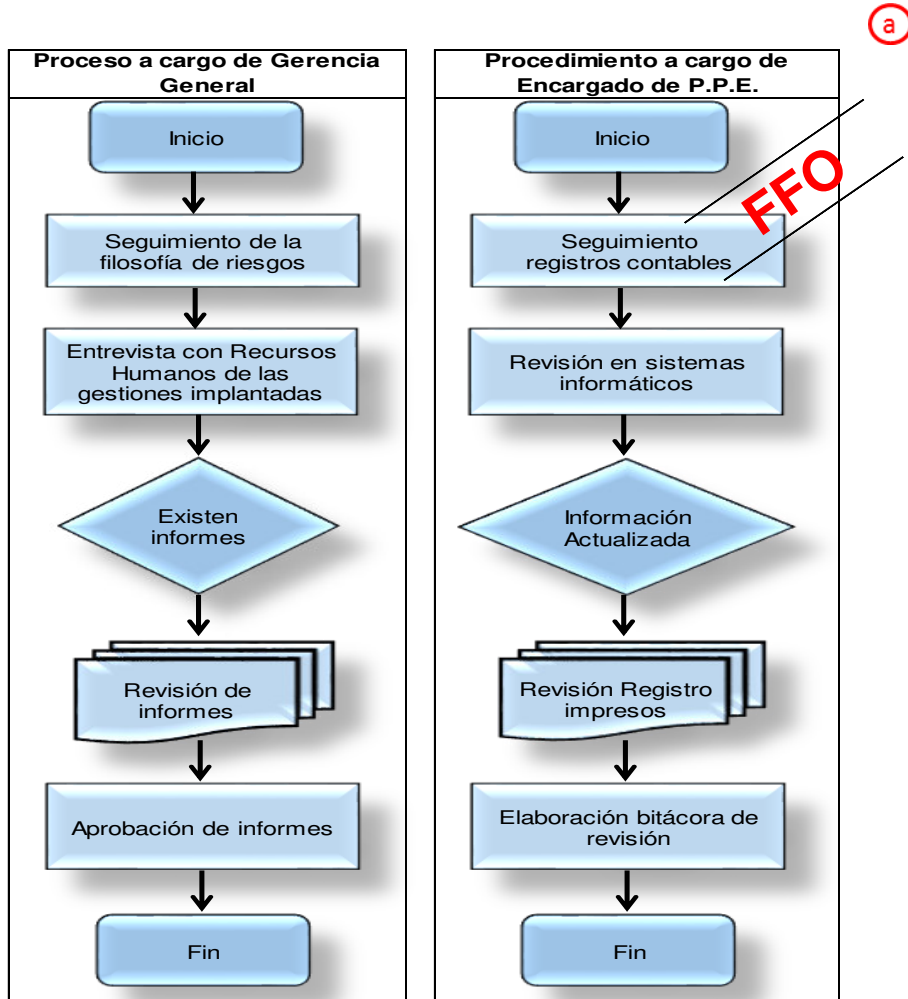 a
Proceso a cargo de Gerencia
General
Inicio
Seguimiento de la
filosofía de riesgos
Entrevista con Recursos
Humanos de las
gestiones implantadas
Existen
informes
Revisión de
informes
Aprobación de informes
Fin
Procedimiento a cargo de
Encargado de P.P.E.
Inicio
FFO
Seguimiento
registros contables
Revisión en sistemas
informáticos
Información
Actualizada
Revisión Registro
impresos
Elaboración bitácora de
revisión
Fin